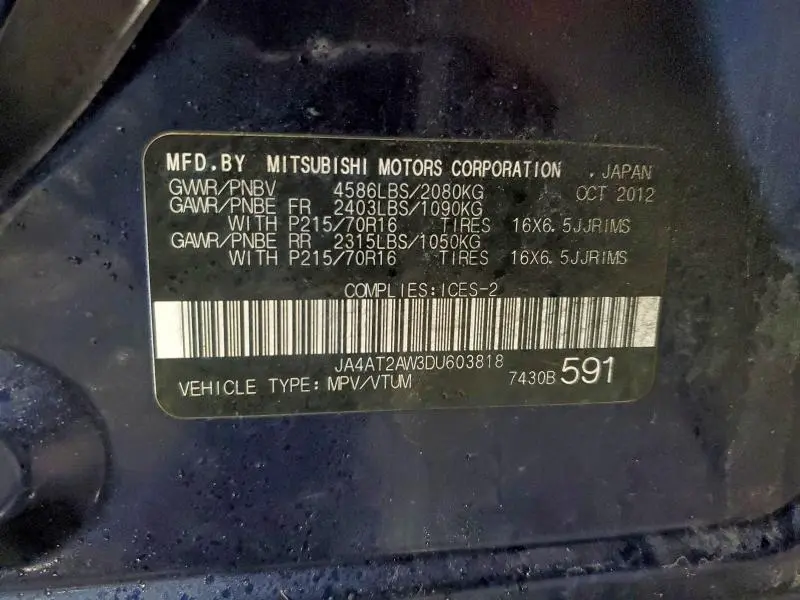 MFD.BY MITSUBISHI MOTORS CORPORATION , JAPAN
GWWR/PNBV 4586LBS/2080KG OCT 2012
GAWR/PNBE FR 2403LBS/1090KG
WITH P215/70R16 TIRES 16X6.5JJRIMS
GAWR/PNBE RR 2315LBS/1050KG
WITH P215/70R16 TIRES 16X6.5JJRIMS
COMPLIES:ICES-2
JA4AT2AW3DU603818
VEHICLE TYPE: MPV/VTUM 7430B 591